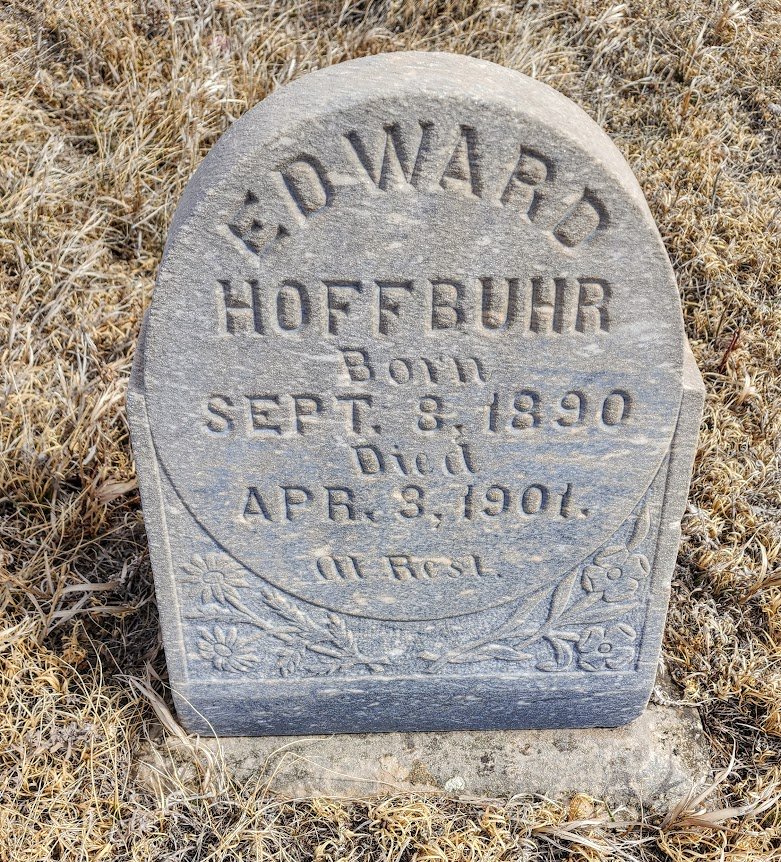 EDWARD
HOFFBUHR
Born
SEPT. 8, 1890
Died
APR. 3, 1901.
At Rest.